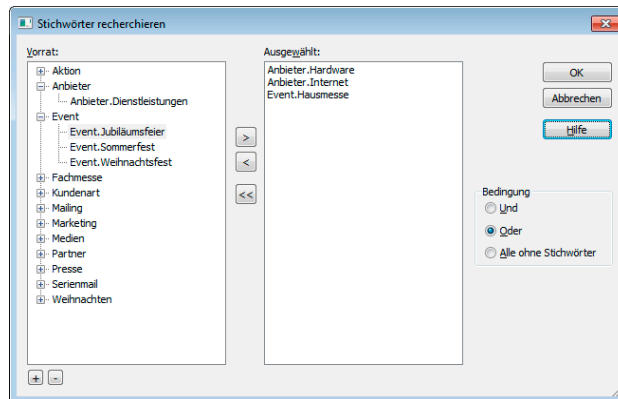 Stichwörter recherchieren
Vorrat:
Aktion
Anbieter
Anbieter.Dienstleistungen
Event
Event.Jubiläumsfeier
Event.Sommerfest
Event.Weihnachtsfest
Fachmesse
Kundenart
Mailing
Marketing
Medien
Partner
Presse
Serienmail
Weihnachten
+ -
>
<
<<
Ausgewählt:
Anbieter.Hardware
Anbieter.Internet
Event.Hausmesse
OK
Abbrechen
Hilfe
Bedingung
Und
Oder
Alle ohne Stichwörter